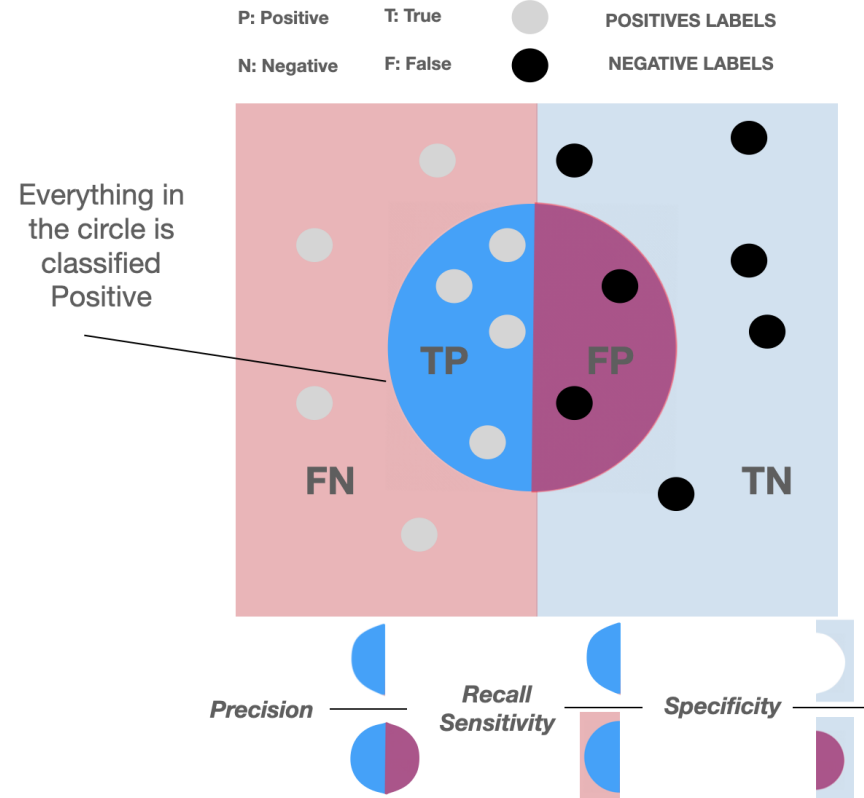 P: Positive
T: True
POSITIVES LABELS
N: Negative
F: False
NEGATIVE LABELS
Everything in
the circle is
classified
Positive
TP
FP
FN
TN
Precision
Recall
Sensitivity
Specificity